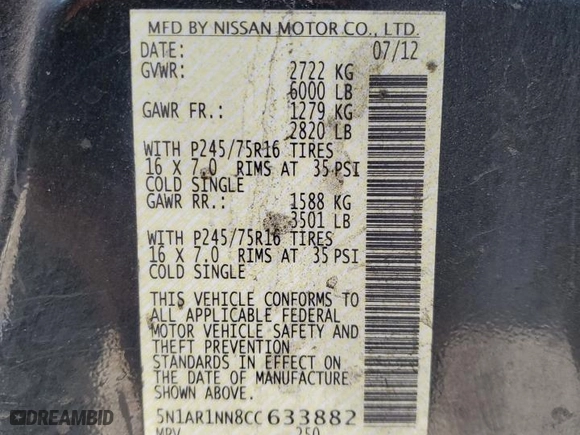 MFD BY NISSAN MOTOR CO., LTD.
DATE: 07/12
GVWR: 2722 KG
6000 LB
GAWR FR.: 1279 KG
2820 LB
WITH P245/75R16 TIRES
16 X 7.0 RIMS AT 35 PSI
COLD SINGLE
GAWR RR.: 1588 KG
3501 LB
WITH P245/75R16 TIRES
16 X 7.0 RIMS AT 35 PSI
COLD SINGLE
THIS VEHICLE CONFORMS TO
ALL APPLICABLE FEDERAL
MOTOR VEHICLE SAFETY AND
THEFT PREVENTION
STANDARDS IN EFFECT ON
THE DATE OF MANUFACTURE
SHOWN ABOVE.
5N1AR1NN8CC633882
MPV 250
DREAMBID